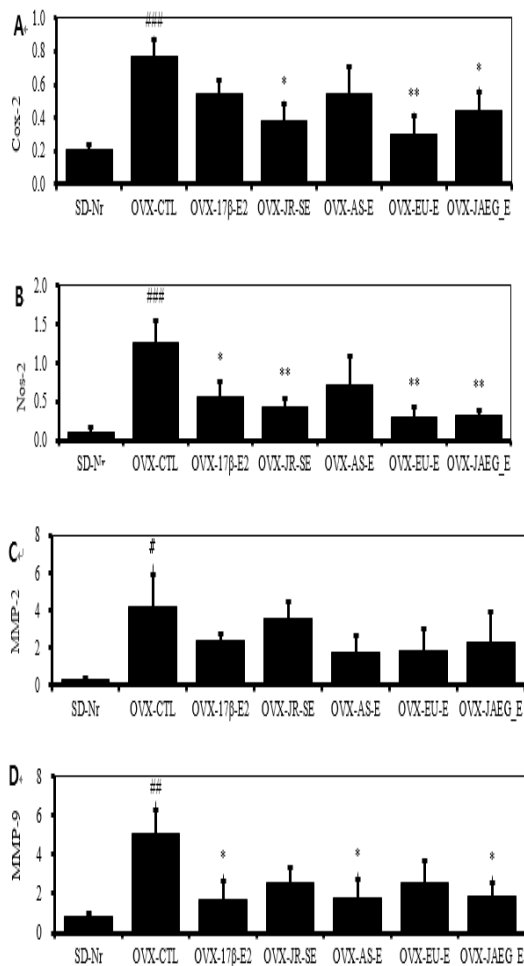 A
Cox-2
1.0
0.8
0.6
0.4
0.2
0.0
###
*
**
*
SD-Nr OVX-CTL OVX-17β-E2 OVX-JR-SE OVX-AS-E OVX-EU-E OVX-JAEG_E
B
Nos-2
2.0
1.5
1.0
0.5
0.0
###
*
**
**
**
SD-Nr OVX-CTL OVX-17β-E2 OVX-JR-SE OVX-AS-E OVX-EU-E OVX-JAEG_E
C
MMP-2
8
6
4
2
0
#
SD-Nr OVX-CTL OVX-17β-E2 OVX-JR-SE OVX-AS-E OVX-EU-E OVX-JAEG_E
D
MMP-9
8
6
4
2
0
##
*
*
*
SD-Nr OVX-CTL OVX-17β-E2 OVX-JR-SE OVX-AS-E OVX-EU-E OVX-JAEG_E